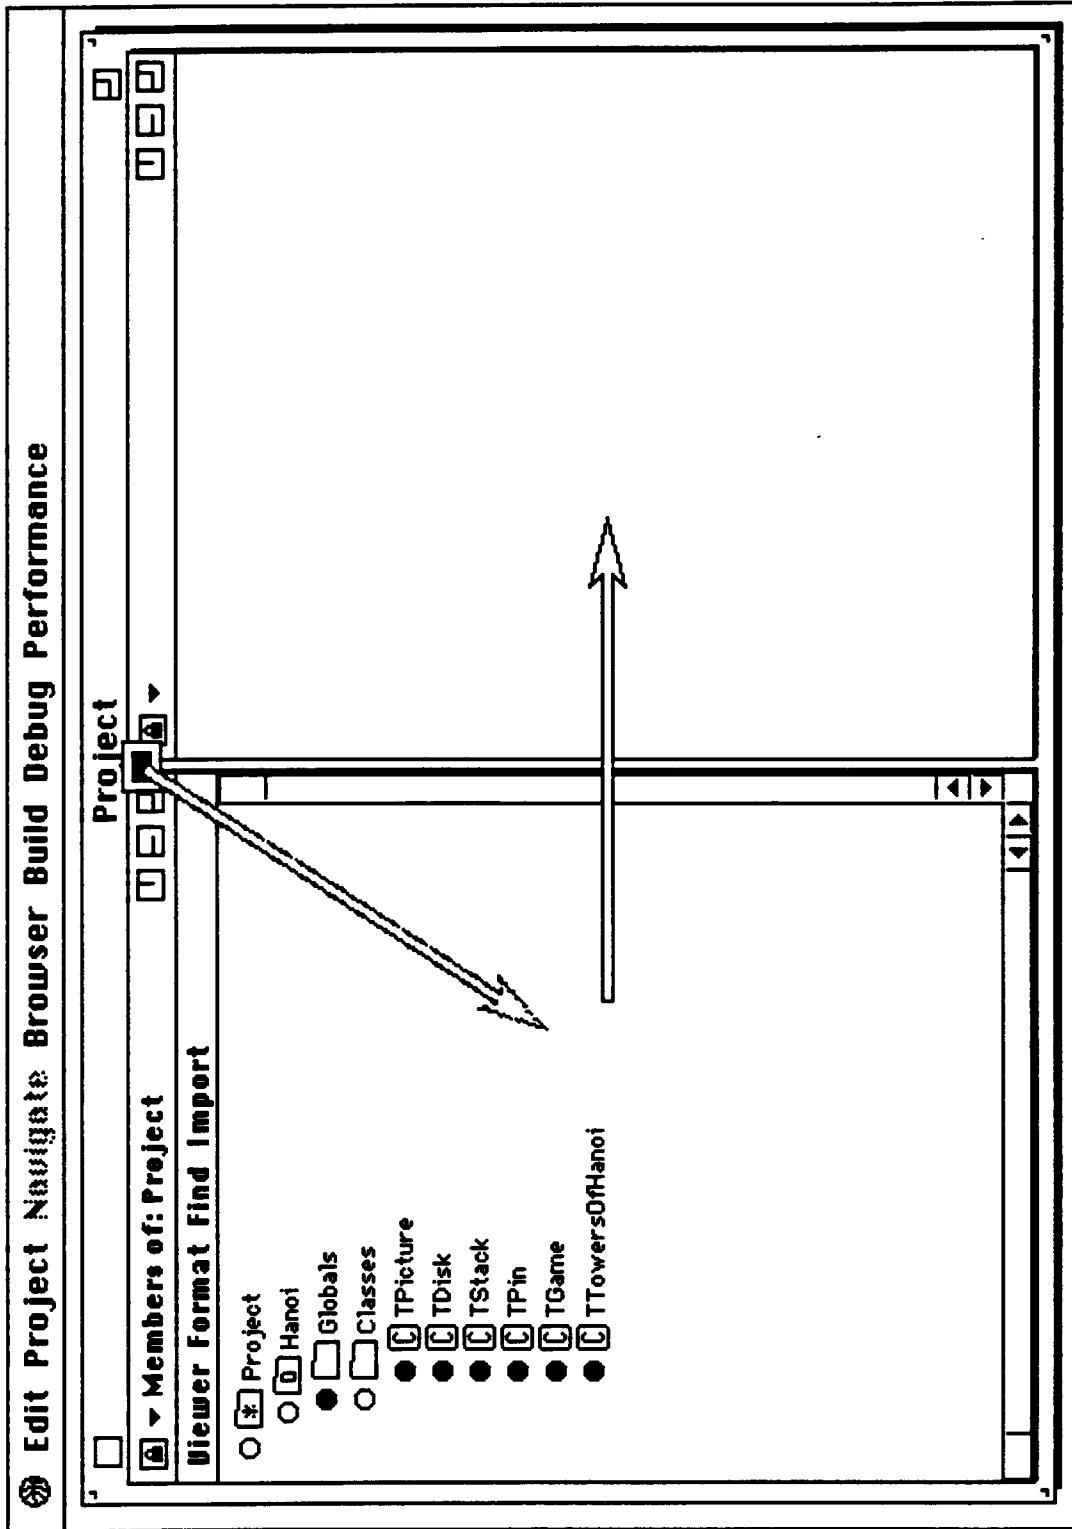 Edit Project Navigate Browser Build Debug Performance
Project
Members of: Project
Viewer Format Find Import
* Project
0 Hanoi
Globals
Classes
C TPicture
C TDisk
C TStack
C TPin
C TGame
C TTowersOfHanoi